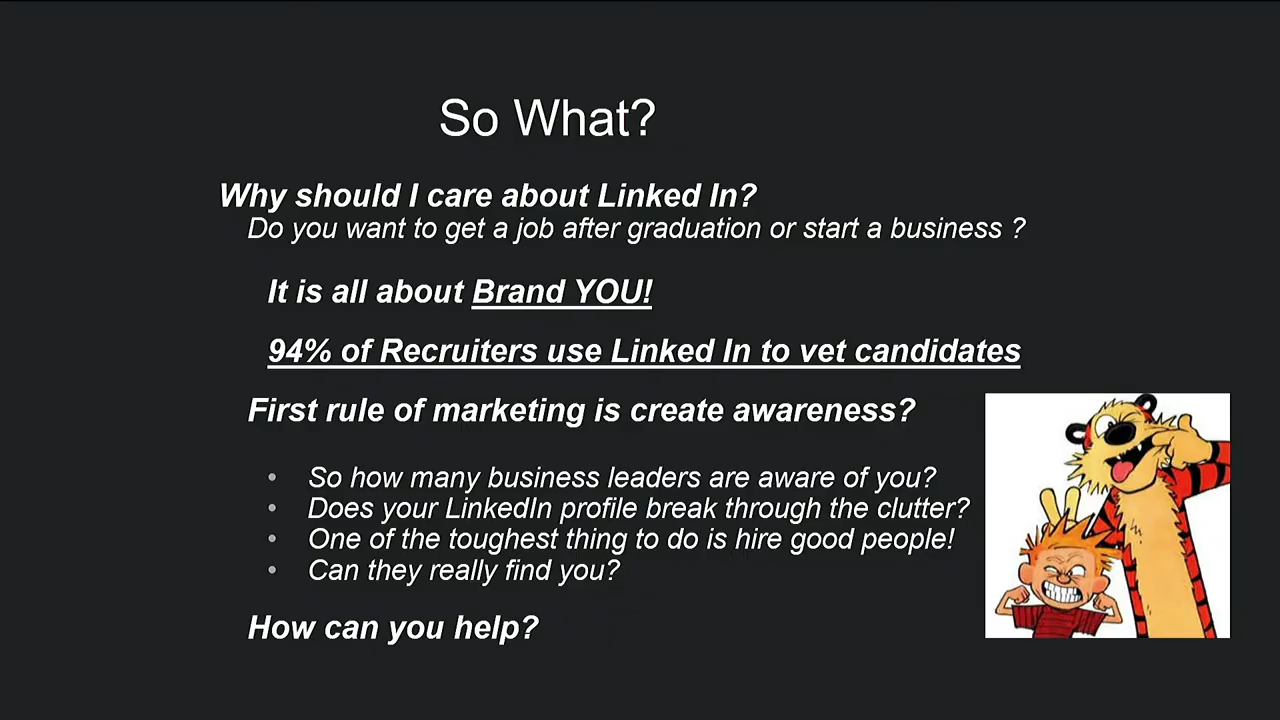 So What?
Why should I care about Linked In?
Do you want to get a job after graduation or start a business ?
It is all about Brand YOU!
94% of Recruiters use Linked In to vet candidates
First rule of marketing is create awareness?
• So how many business leaders are aware of you?
• Does your LinkedIn profile break through the clutter?
• One of the toughest thing to do is hire good people!
• Can they really find you?
How can you help?